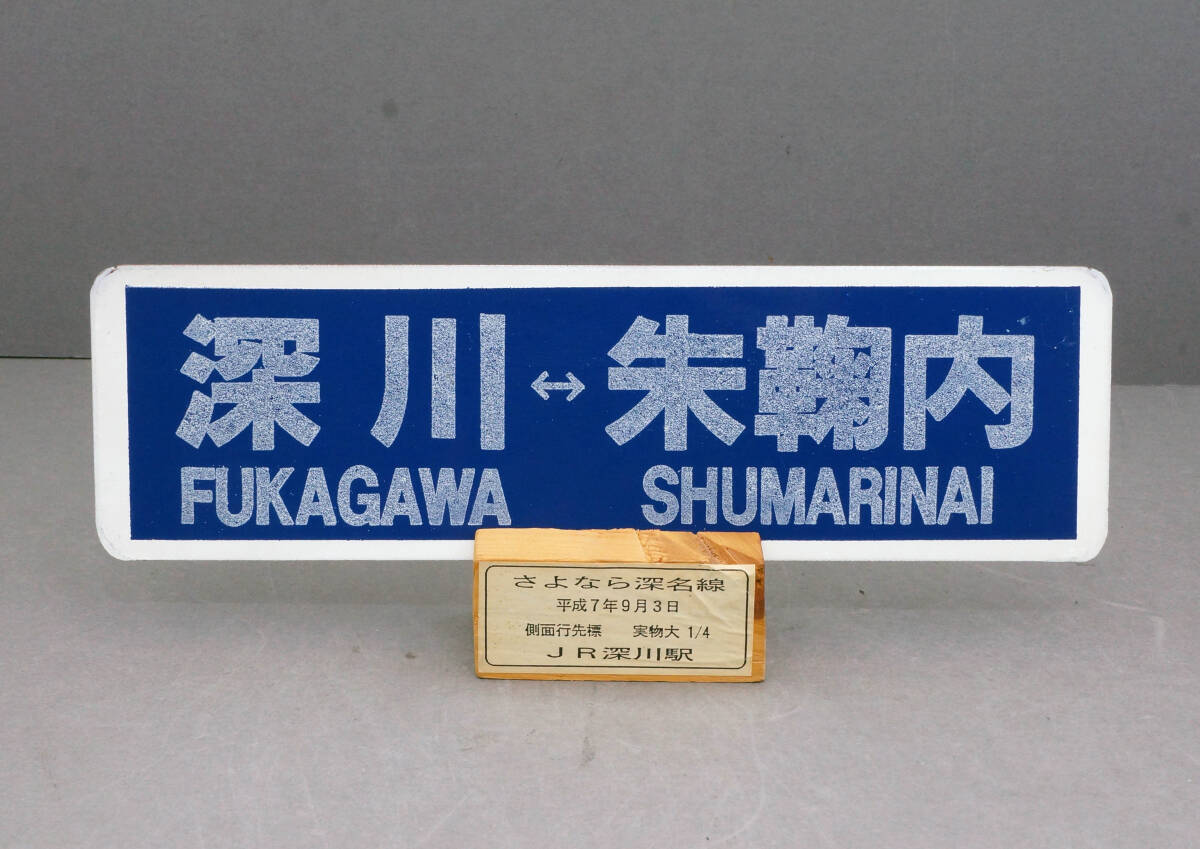 深川↔朱鞠内
FUKAGAWA SHUMARINAI
さよなら深名線
平成7年9月3日
側面行先標 実物大 1/4
JR深川駅